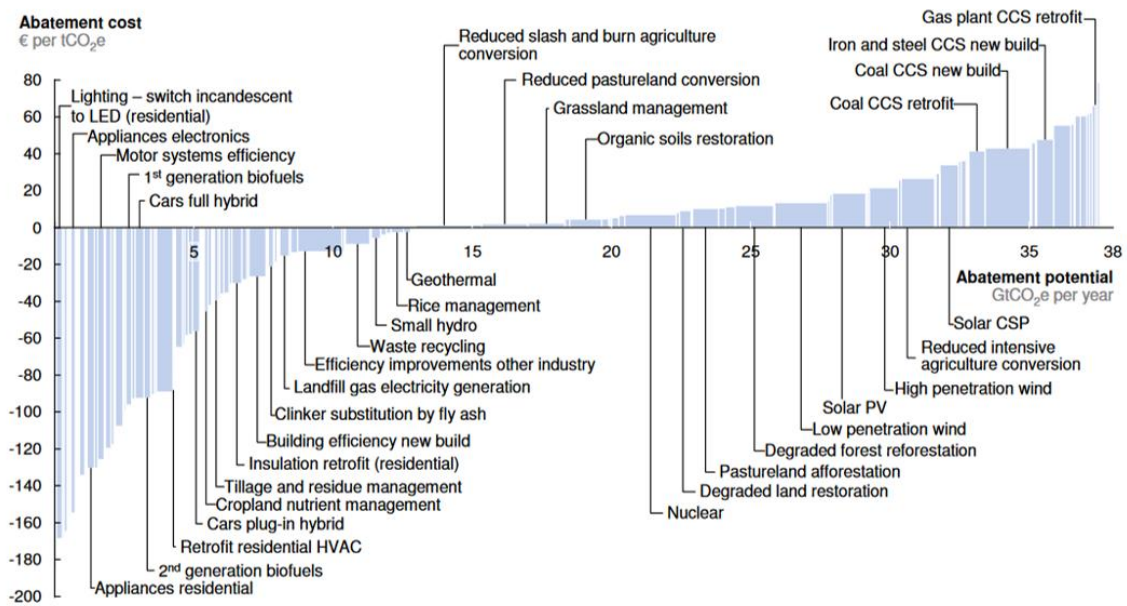 Abatement cost
€ per tCO₂e
Gas plant CCS retrofit
Iron and steel CCS new build
Coal CCS new build
Coal CCS retrofit
Reduced slash and burn agriculture
conversion
Reduced pastureland conversion
Grassland management
Organic soils restoration
Lighting – switch incandescent
to LED (residential)
Appliances electronics
Motor systems efficiency
1st generation biofuels
Cars full hybrid
80
60
40
20
0
-20
-40
-60
-80
-100
-120
-140
-160
-180
-200
5
10
15
20
25
30
35
38
Abatement potential
GtCO₂e per year
Geothermal
Rice management
Small hydro
Waste recycling
Efficiency improvements other industry
Landfill gas electricity generation
Clinker substitution by fly ash
Building efficiency new build
Insulation retrofit (residential)
Tillage and residue management
Cropland nutrient management
Cars plug-in hybrid
Retrofit residential HVAC
2nd generation biofuels
Appliances residential
Solar CSP
Reduced intensive
agriculture conversion
High penetration wind
Solar PV
Low penetration wind
Degraded forest reforestation
Pastureland afforestation
Degraded land restoration
Nuclear